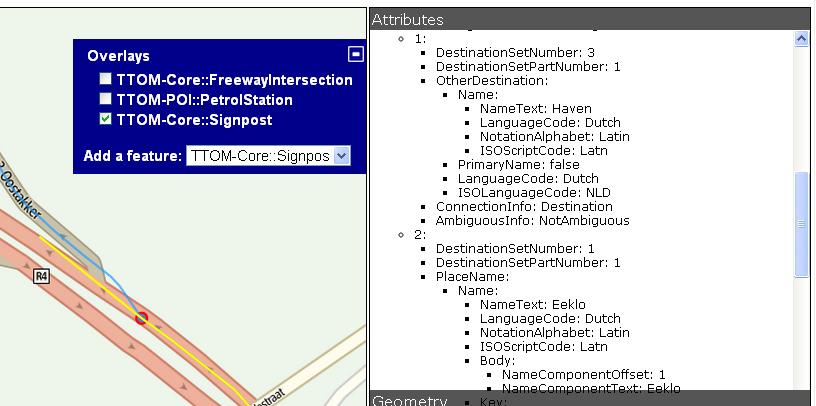 Overlays
TTOM-Core::FreewayIntersection
TTOM-POI::PetrolStation
TTOM-Core::Signpost
Add a feature: TTOM-Core::Signpos
Oostakker
R4
straat
Attributes
1:
DestinationSetNumber: 3
DestinationSetPartNumber: 1
OtherDestination:
Name:
NameText: Haven
LanguageCode: Dutch
NotationAlphabet: Latin
ISOScriptCode: Latn
PrimaryName: false
LanguageCode: Dutch
ISOLanguageCode: NLD
ConnectionInfo: Destination
AmbiguousInfo: NotAmbiguous
2:
DestinationSetNumber: 1
DestinationSetPartNumber: 1
PlaceName:
Name:
NameText: Eeklo
LanguageCode: Dutch
NotationAlphabet: Latin
ISOScriptCode: Latn
Body:
NameComponentOffset: 1
NameComponentText: Eeklo
Geometry
Key: